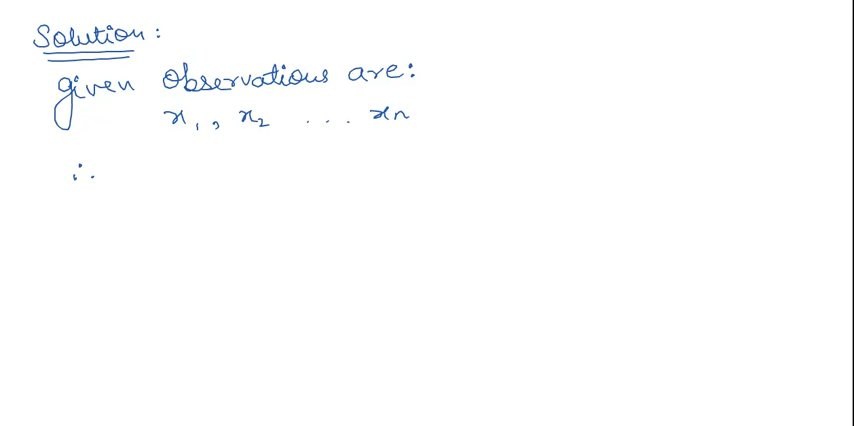 Solution:
given observations are:
x₁, x₂ ... xn
∴